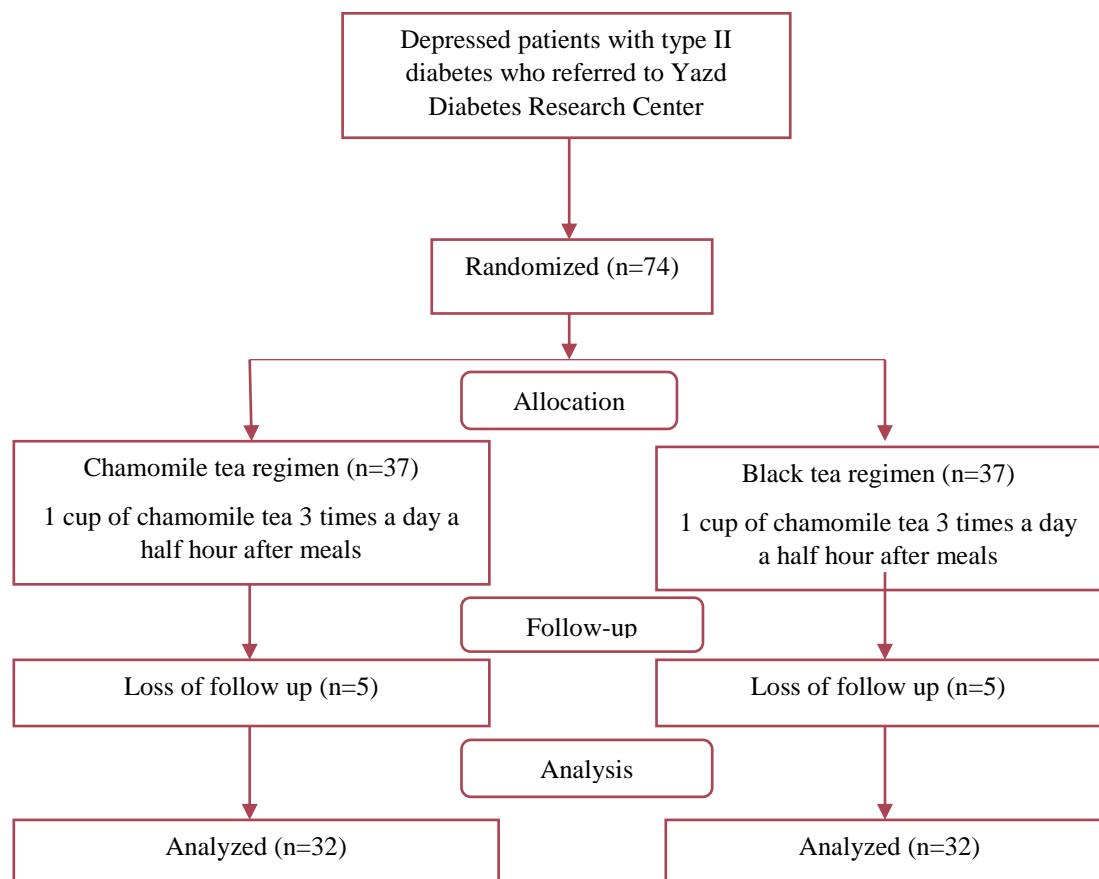 Depressed patients with type II
diabetes who referred to Yazd
Diabetes Research Center
Randomized (n=74)
Allocation
Chamomile tea regimen (n=37)
1 cup of chamomile tea 3 times a day a
half hour after meals
Black tea regimen (n=37)
1 cup of chamomile tea 3 times a day
a half hour after meals
Follow-up
Loss of follow up (n=5)
Loss of follow up (n=5)
Analysis
Analyzed (n=32)
Analyzed (n=32)